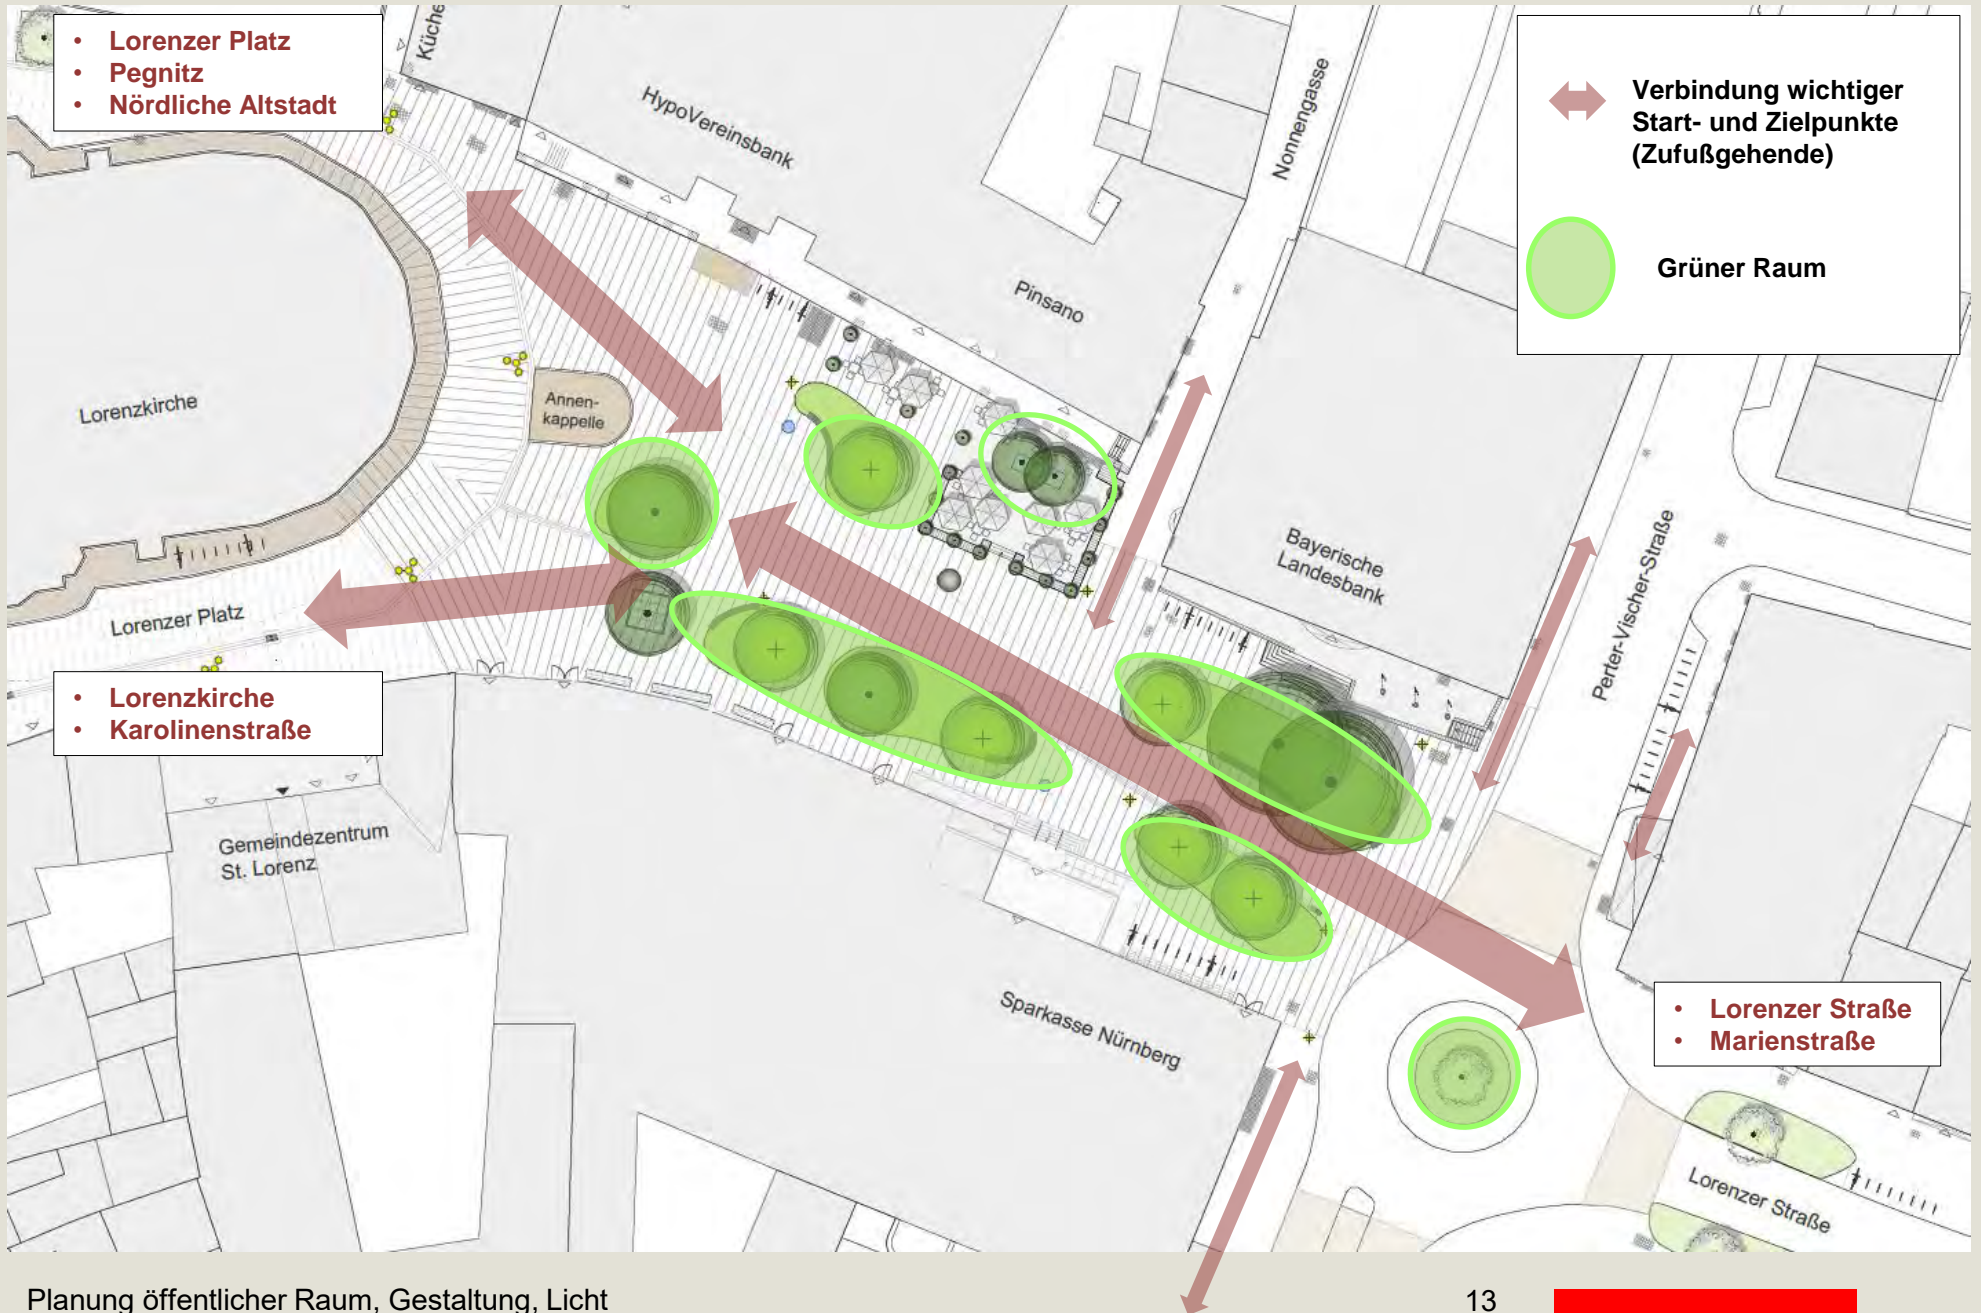 • Lorenzer Platz
• Pegnitz
• Nördliche Altstadt
Küche
HypoVereinsbank
Nonnengasse
Verbindung wichtiger
Start- und Zielpunkte
(Zufußgehende)
Grüner Raum
Pinsano
Lorenzkirche
Annen-
kappelle
Bayerische
Landesbank
Perter-Vischer-Straße
Lorenzer Platz
• Lorenzkirche
• Karolinenstraße
Gemeindezentrum
St. Lorenz
Sparkasse Nürnberg
• Lorenzer Straße
• Marienstraße
Lorenzer Straße
Planung öffentlicher Raum, Gestaltung, Licht
13